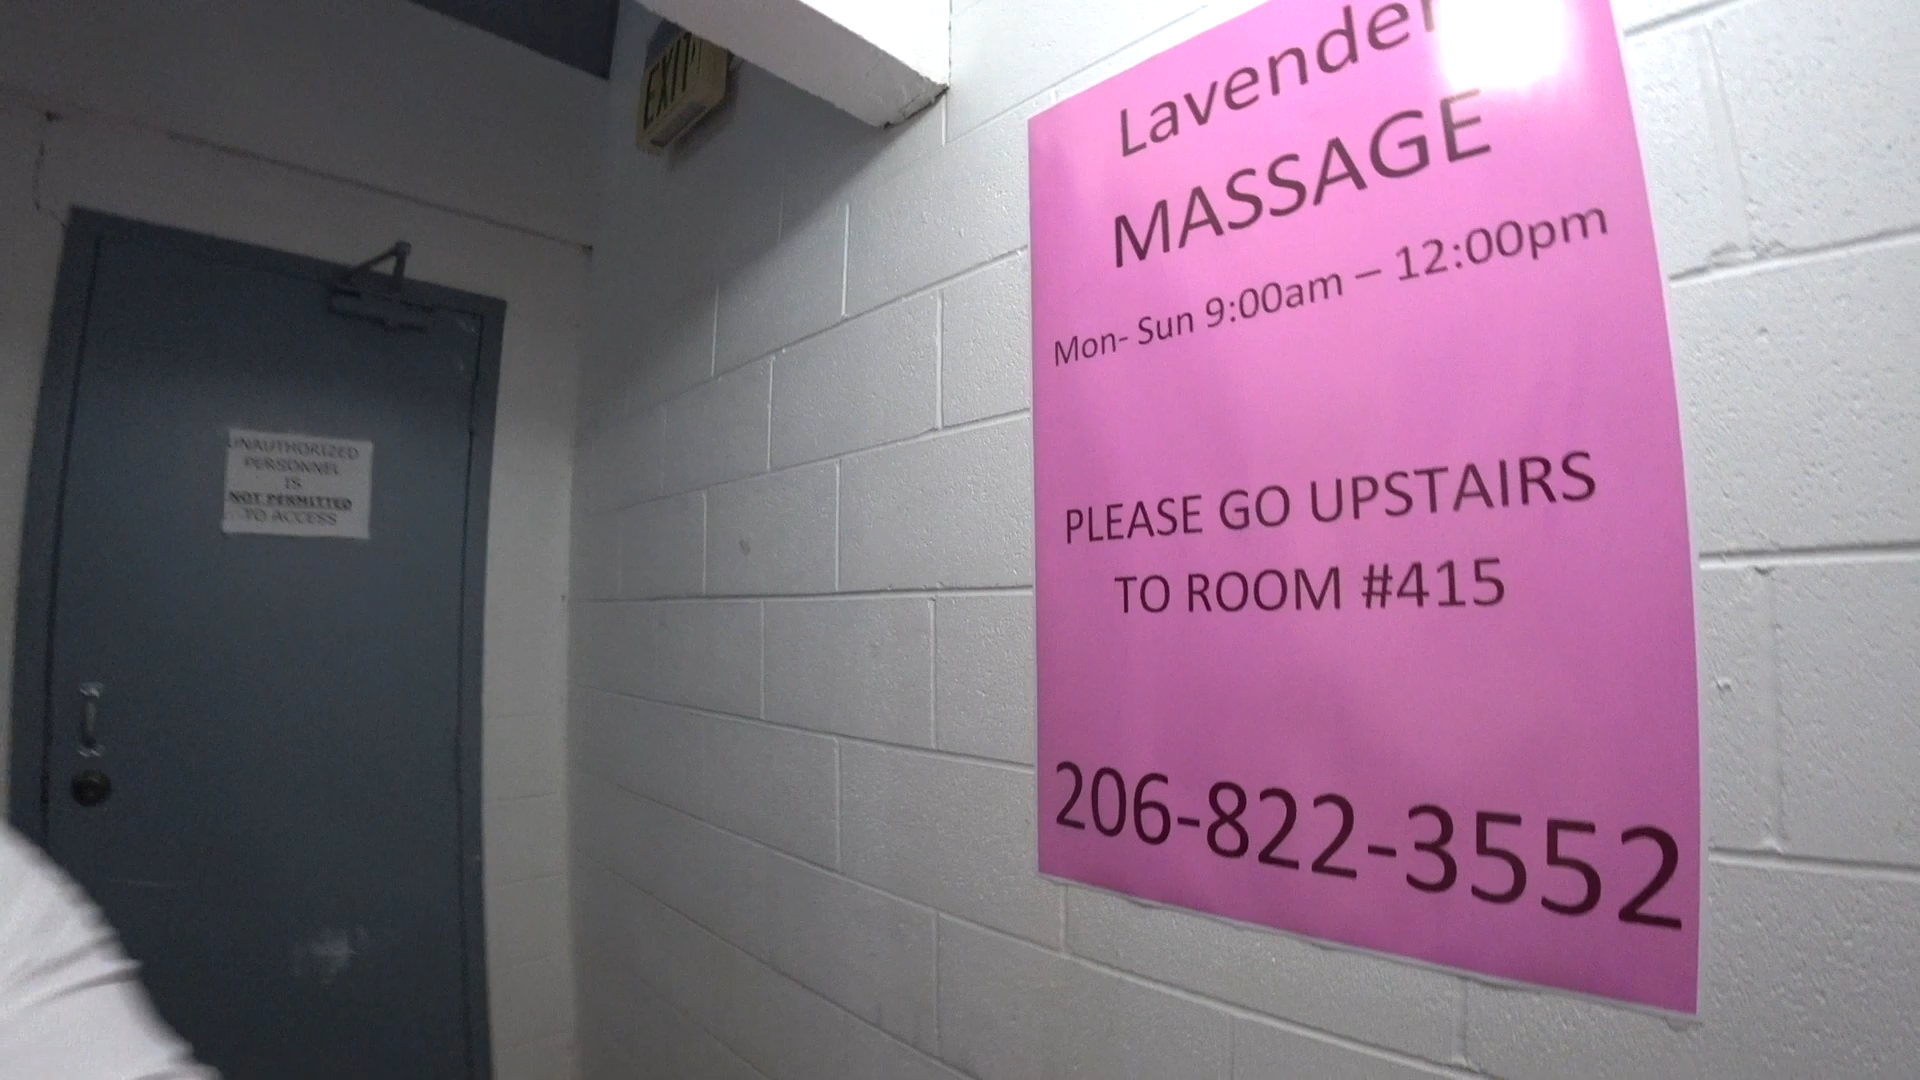 EXIT
Lavender
MASSAGE
Mon- Sun 9:00am – 12:00pm
PLEASE GO UPSTAIRS
TO ROOM #415
206-822-3552
UNAUTHORIZED
PERSONNEL
IS
NOT PERMITTED
TO ACCESS